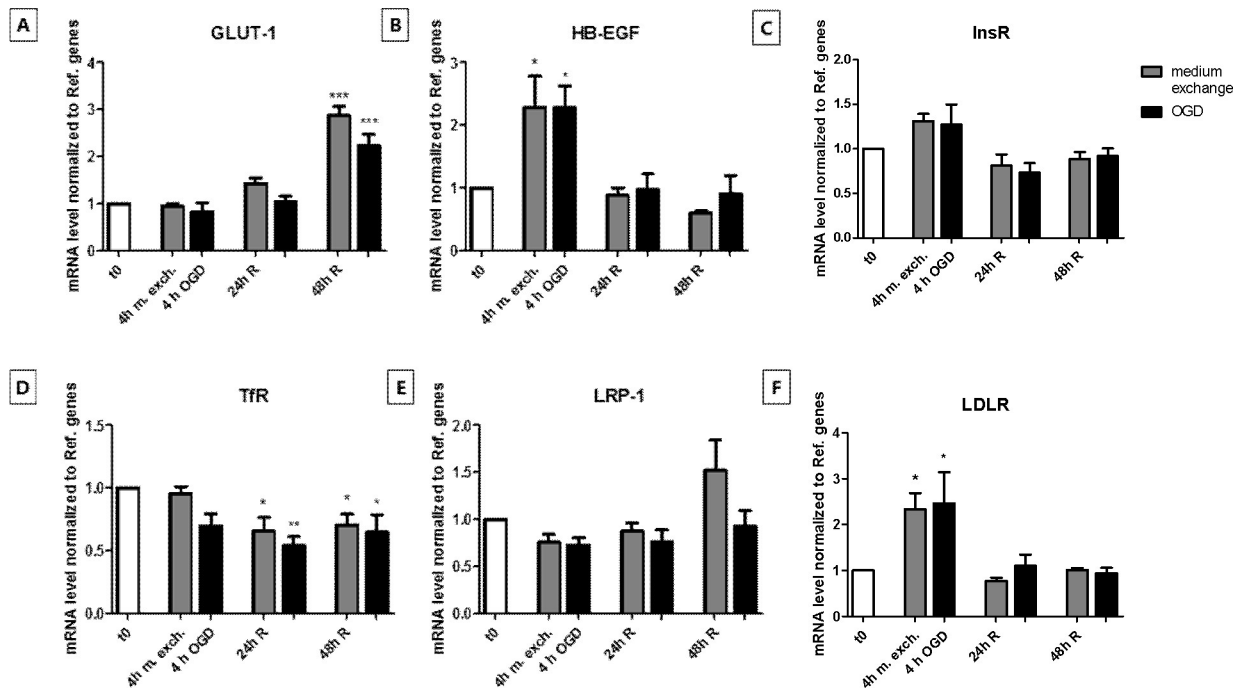 A
GLUT-1
mRNA level normalized to Ref. genes
4
3
2
1
0
***
***
t0
4h m. exch.
4 h OGD
24h R
48h R
B
HB-EGF
mRNA level normalized to Ref. genes
3
2
1
0
*
*
t0
4h m. exch.
4 h OGD
24h R
48h R
C
InsR
mRNA level normalized to Ref. genes
2.0
1.5
1.0
0.5
0.0
t0
4h m. exch.
4 h OGD
24h R
48h R
medium
exchange
OGD
D
TfR
mRNA level normalized to Ref. genes
1.5
1.0
0.5
0.0
*
**
*
*
t0
4h m. exch.
4 h OGD
24h R
48h R
E
LRP-1
mRNA level normalized to Ref. genes
2.0
1.5
1.0
0.5
0.0
t0
4h m. exch.
4 h OGD
24h R
48h R
F
LDLR
mRNA level normalized to Ref. genes
4
3
2
1
0
*
*
t0
4h m. exch.
4 h OGD
24h R
48h R